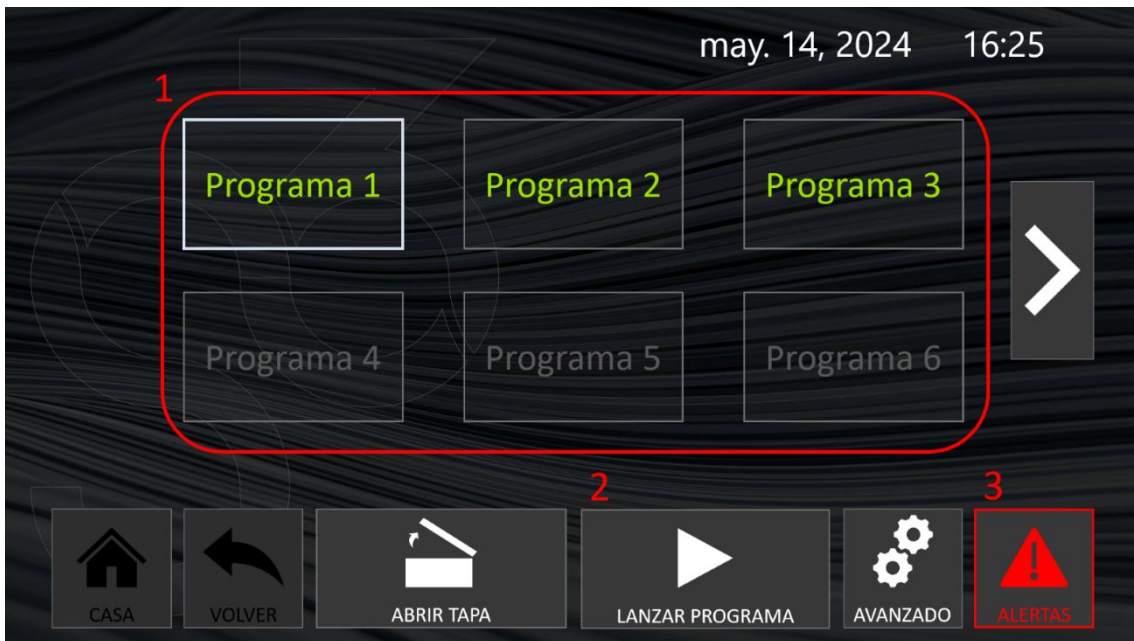 may. 14, 2024 16:25
1
Programa 1 Programa 2 Programa 3
Programa 4 Programa 5 Programa 6
2 3
CASA VOLVER ABRIR TAPA LANZAR PROGRAMA AVANZADO ALERTAS